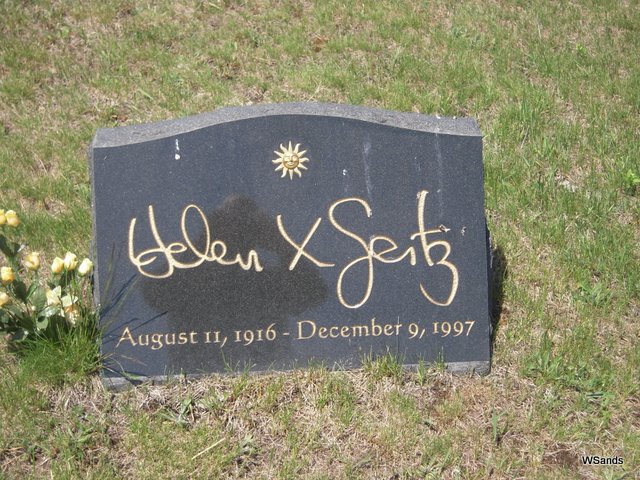 Helen X Seitz
August 11, 1916 - December 9, 1997
WSands